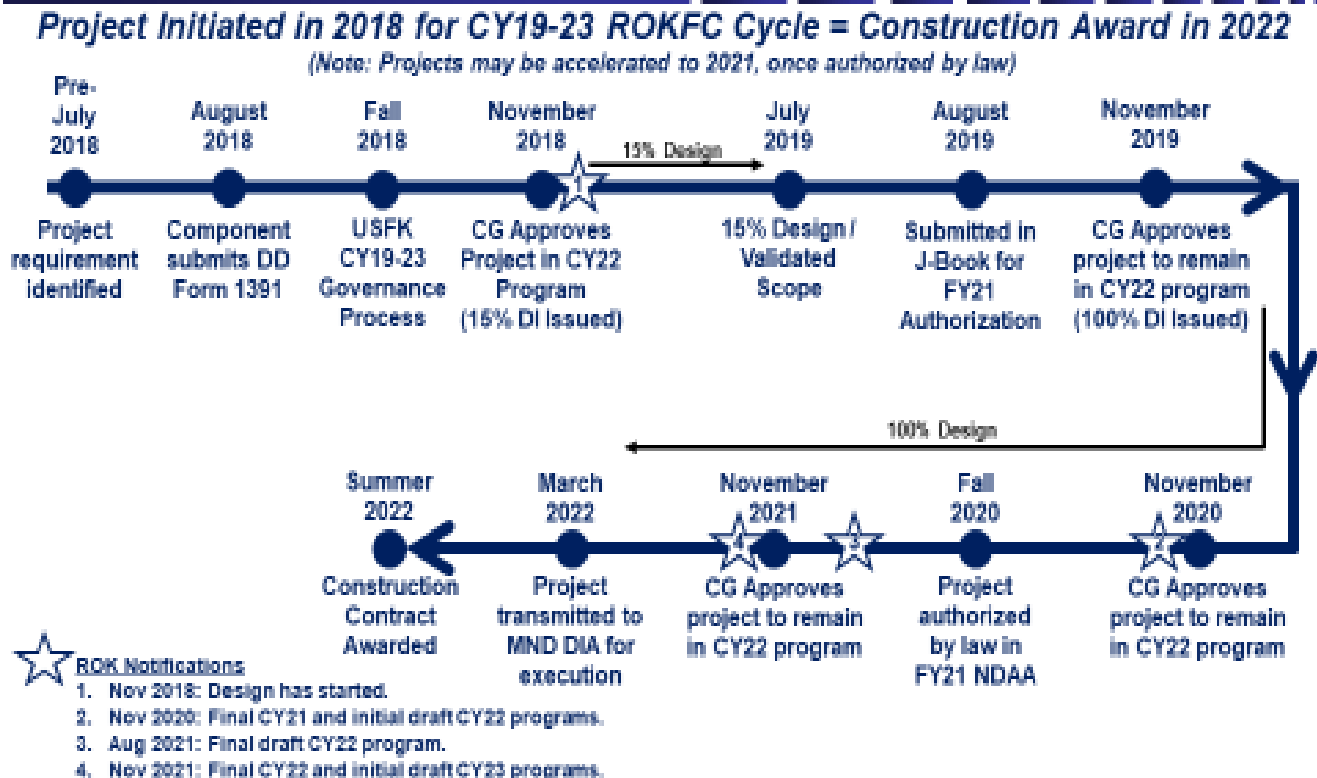 Project Initiated in 2018 for CY19-23 ROKFC Cycle = Construction Award in 2022
(Note: Projects may be accelerated to 2021, once authorized by law)
Pre-
July
2018
Project
requirement
identified
August
2018
Component
submits DD
Form 1391
Fall
2018
USFK
CY19-23
Governance
Process
November
2018
1
CG Approves
Project in CY22
Program
(15% DI Issued)
15% Design
July
2019
15% Design /
Validated
Scope
August
2019
Submitted in
J-Book for
FY21
Authorization
November
2019
CG Approves
project to remain
in CY22 program
(100% DI Issued)
100% Design
November
2020
2
CG Approves
project to remain
in CY22 program
Fall
2020
Project
authorized
by law in
FY21 NDAA
3
November
2021
4
CG Approves
project to remain
in CY22 program
March
2022
Project
transmitted to
MND DIA for
execution
Summer
2022
Construction
Contract
Awarded
ROK Notifications
1. Nov 2018: Design has started.
2. Nov 2020: Final CY21 and initial draft CY22 programs.
3. Aug 2021: Final draft CY22 program.
4. Nov 2021: Final CY22 and initial draft CY23 programs.